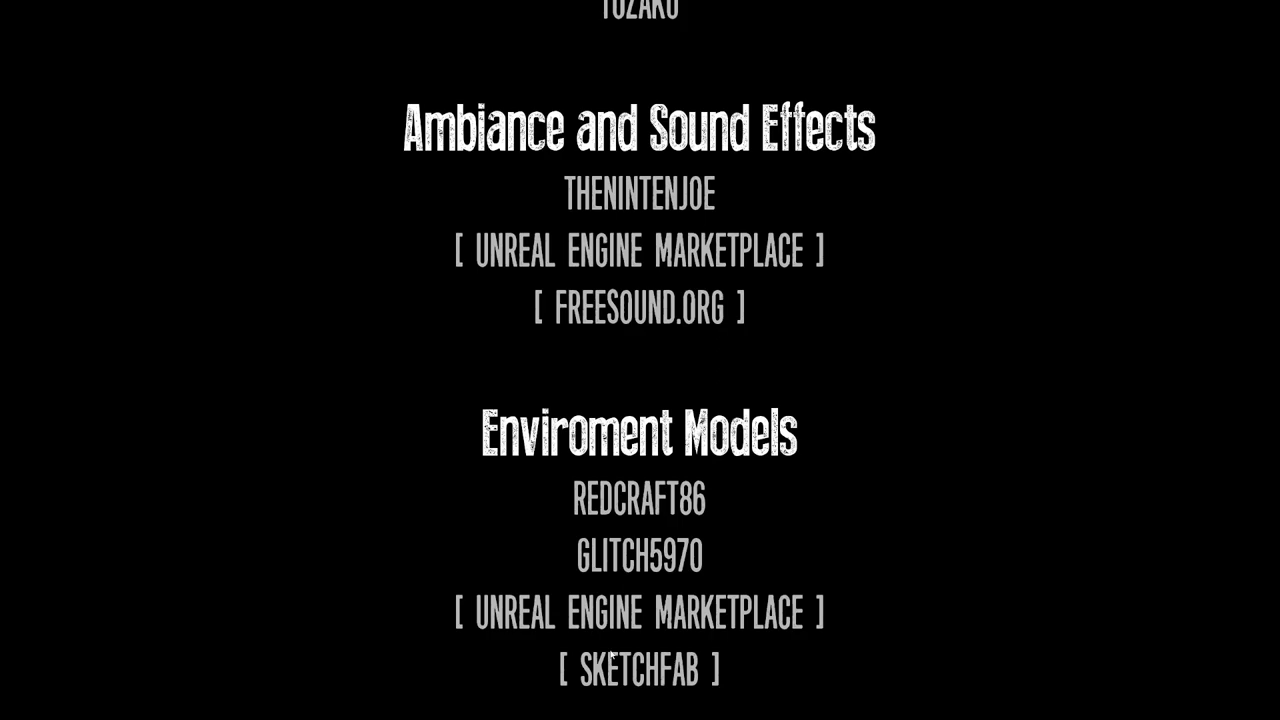 Ambiance and Sound Effects
THENINTENJOE
[ UNREAL ENGINE MARKETPLACE ]
[ FREESOUND.ORG ]
Enviroment Models
REDCRAFT86
GLITCH5970
[ UNREAL ENGINE MARKETPLACE ]
[ SKETCHFAB ]